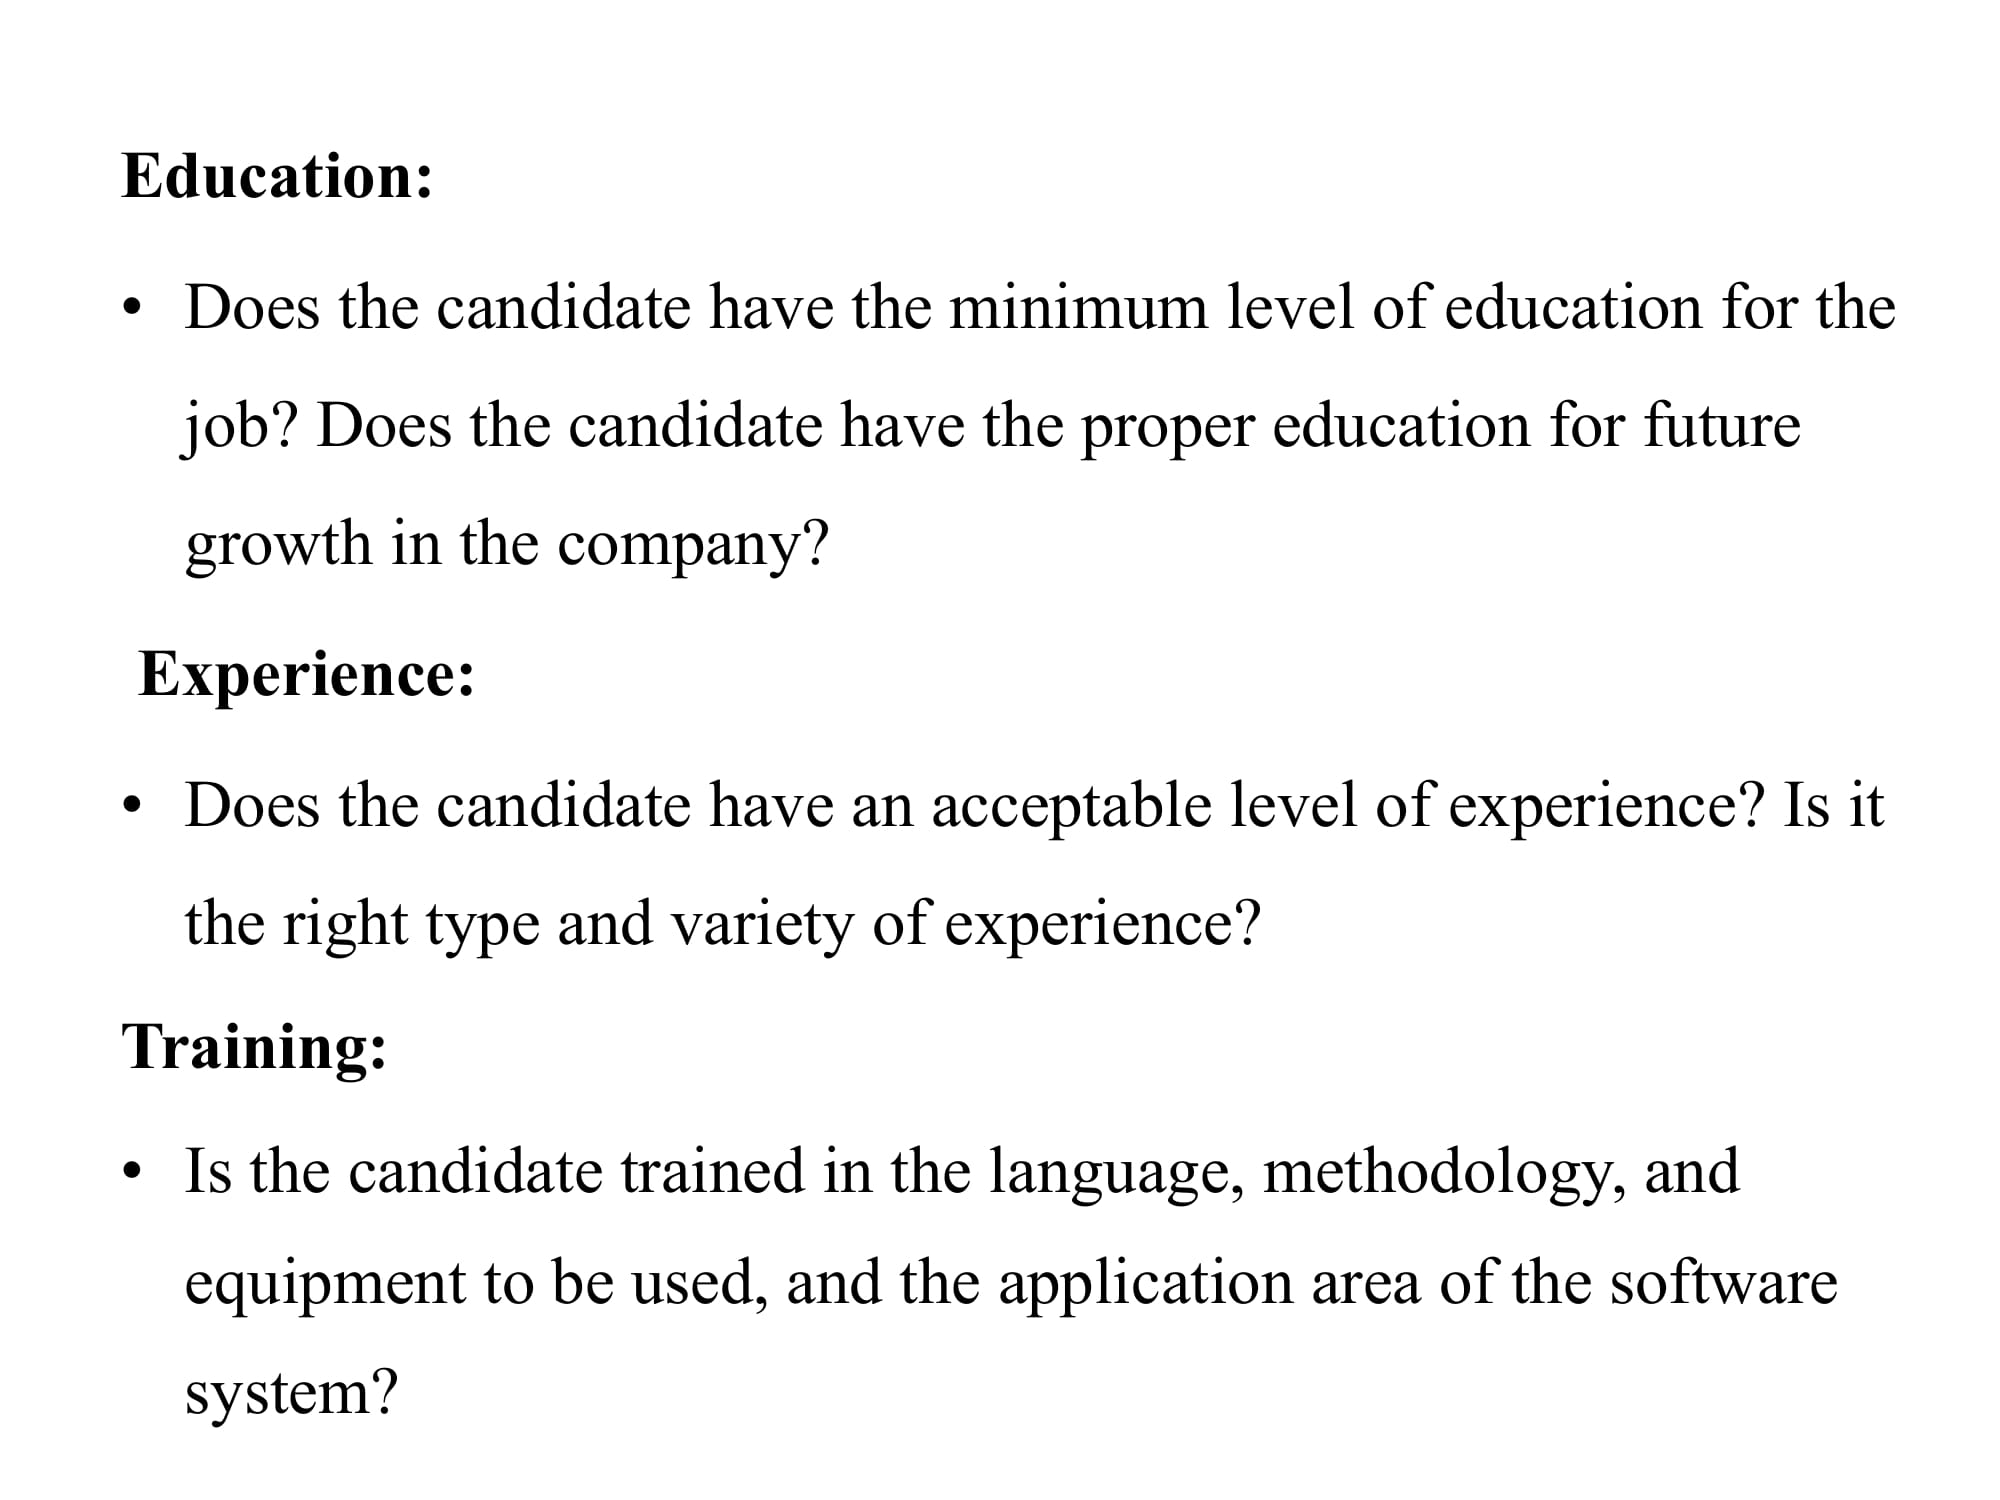 Education:
• Does the candidate have the minimum level of education for the
job? Does the candidate have the proper education for future
growth in the company?
Experience:
• Does the candidate have an acceptable level of experience? Is it
the right type and variety of experience?
Training:
• Is the candidate trained in the language, methodology, and
equipment to be used, and the application area of the software
system?